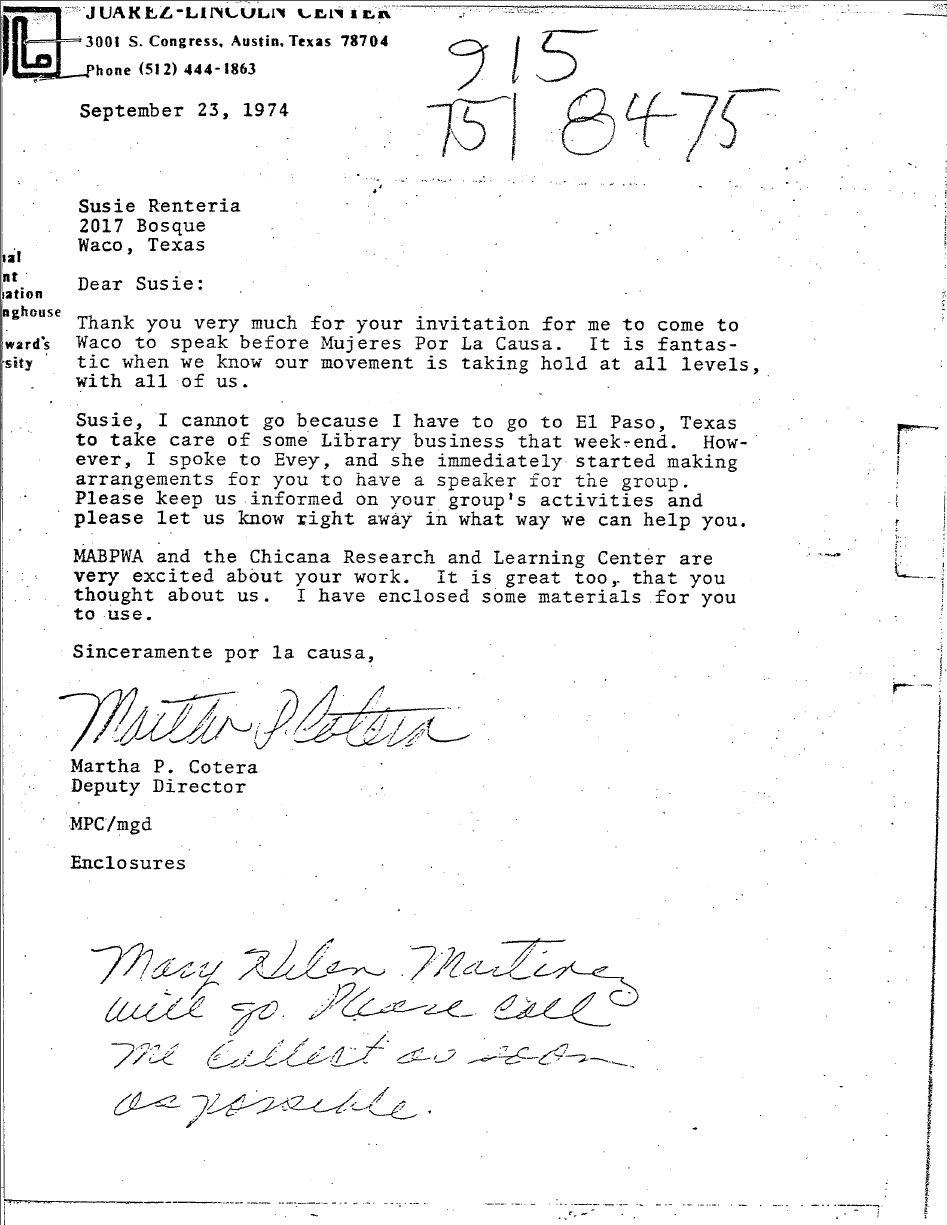 JUAREZ-LINCOLN CENTER
3001 S. Congress, Austin, Texas 78704
Phone (512) 444-1863
915
751 8475
September 23, 1974
Susie Renteria
2017 Bosque
Waco, Texas
ial
nt
ation
nghouse
ward's
sity
Dear Susie:
Thank you very much for your invitation for me to come to
Waco to speak before Mujeres Por La Causa. It is fantas-
tic when we know our movement is taking hold at all levels,
with all of us.
Susie, I cannot go because I have to go to El Paso, Texas
to take care of some Library business that week-end. How-
ever, I spoke to Evey, and she immediately started making
arrangements for you to have a speaker for the group.
Please keep us informed on your group's activities and
please let us know right away in what way we can help you.
MABPWA and the Chicana Research and Learning Center are
very excited about your work. It is great too, that you
thought about us. I have enclosed some materials for you
to use.
Sinceramente por la causa,
Martha P. Cotera
Martha P. Cotera
Deputy Director
MPC/mgd
Enclosures
Mary Helen Martinez
will go. Please call
me collect as soon
as possible.